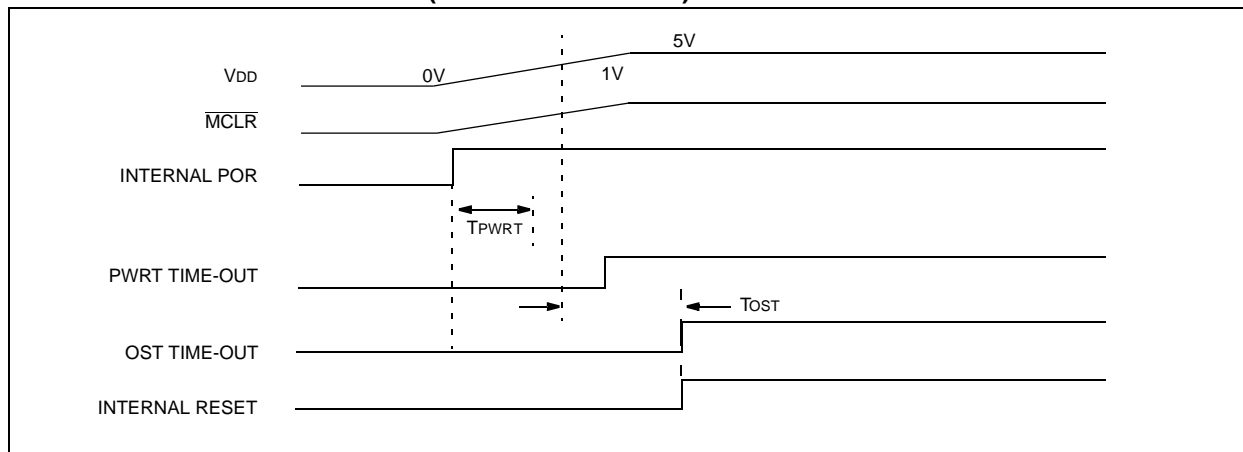 5V
VDD
0V
1V
MCLR
INTERNAL POR
TPWRT
PWRT TIME-OUT
TOST
OST TIME-OUT
INTERNAL RESET